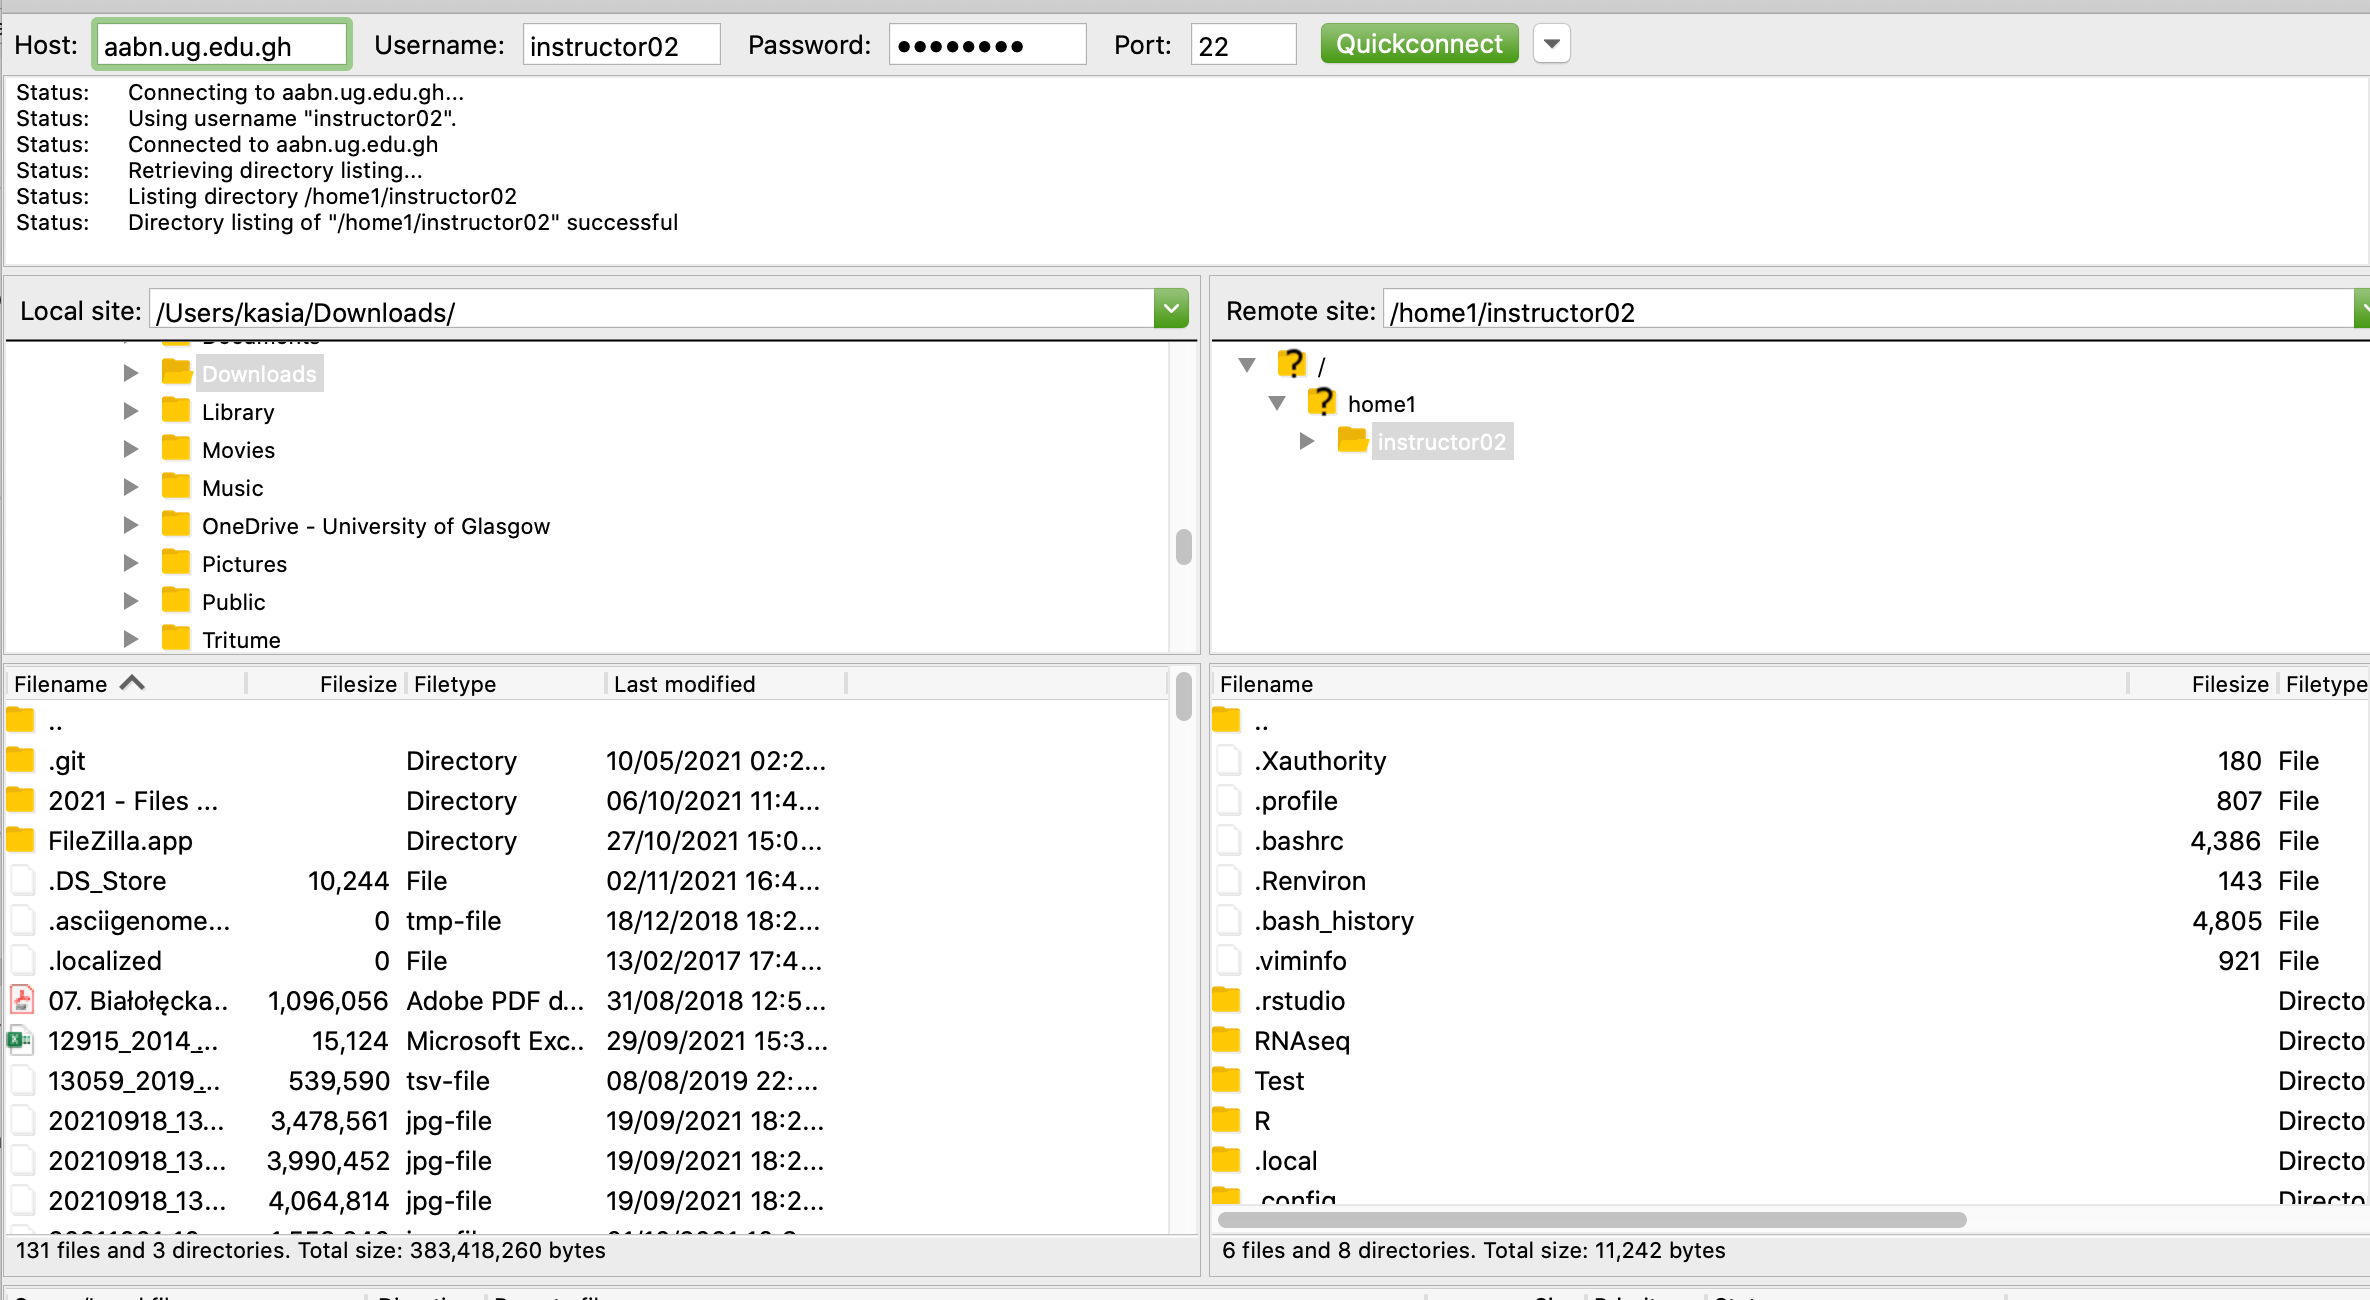 Host: aabn.ug.edu.gh Username: instructor02 Password: ●●●●●●●● Port: 22 Quickconnect
Status: Connecting to aabn.ug.edu.gh...
Status: Using username "instructor02".
Status: Connected to aabn.ug.edu.gh
Status: Retrieving directory listing...
Status: Listing directory /home1/instructor02
Status: Directory listing of "/home1/instructor02" successful
Local site: /Users/kasia/Downloads/
Documents
Downloads
Library
Movies
Music
OneDrive - University of Glasgow
Pictures
Public
Tritume
Filename Filesize Filetype Last modified
..
.git Directory 10/05/2021 02:2...
2021 - Files ... Directory 06/10/2021 11:4...
FileZilla.app Directory 27/10/2021 15:0...
.DS_Store 10,244 File 02/11/2021 16:4...
.asciigenome... 0 tmp-file 18/12/2018 18:2...
.localized 0 File 13/02/2017 17:4...
07. Białołęcka.. 1,096,056 Adobe PDF d... 31/08/2018 12:5...
12915_2014_... 15,124 Microsoft Exc.. 29/09/2021 15:3...
13059_2019_... 539,590 tsv-file 08/08/2019 22:...
20210918_13... 3,478,561 jpg-file 19/09/2021 18:2...
20210918_13... 3,990,452 jpg-file 19/09/2021 18:2...
20210918_13... 4,064,814 jpg-file 19/09/2021 18:2...
131 files and 3 directories. Total size: 383,418,260 bytes
Remote site: /home1/instructor02
/
home1
instructor02
Filename Filesize Filetype
..
.Xauthority 180 File
.profile 807 File
.bashrc 4,386 File
.Renviron 143 File
.bash_history 4,805 File
.viminfo 921 File
.rstudio Directo
RNAseq Directo
Test Directo
R Directo
.local Directo
.config Directo
6 files and 8 directories. Total size: 11,242 bytes